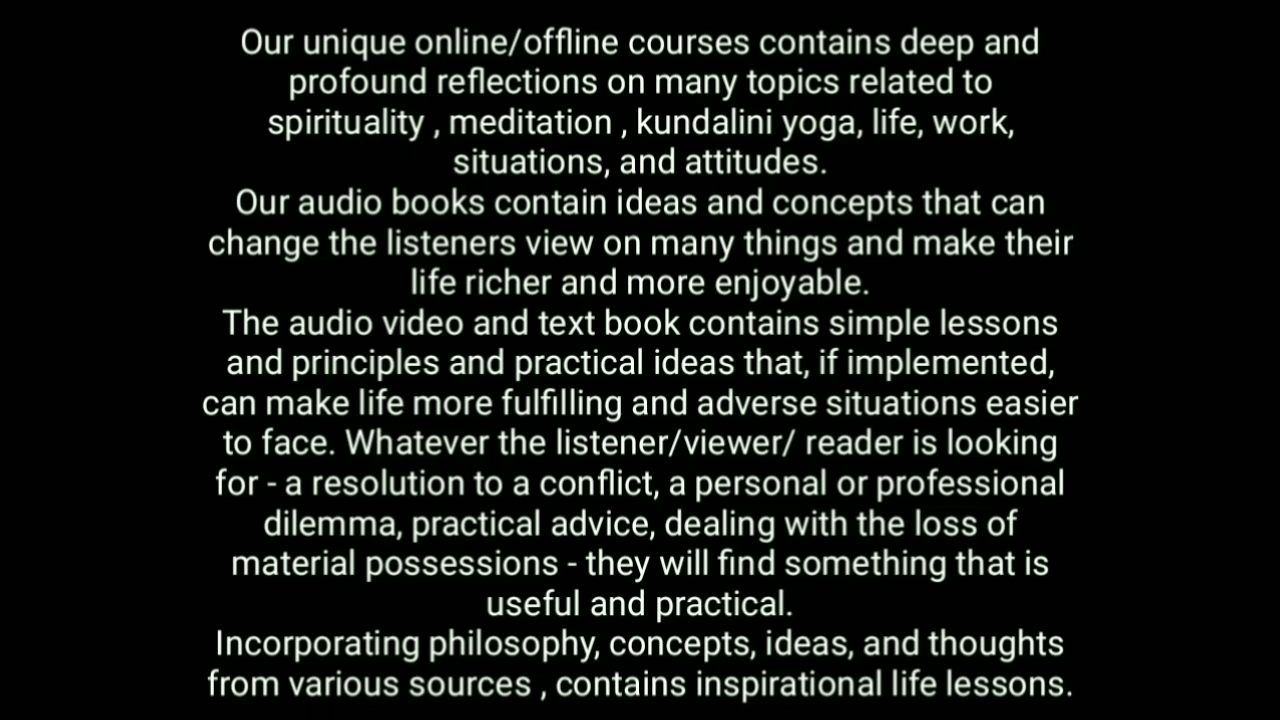 Our unique online/offline courses contains deep and
profound reflections on many topics related to
spirituality , meditation , kundalini yoga, life, work,
situations, and attitudes.
Our audio books contain ideas and concepts that can
change the listeners view on many things and make their
life richer and more enjoyable.
The audio video and text book contains simple lessons
and principles and practical ideas that, if implemented,
can make life more fulfilling and adverse situations easier
to face. Whatever the listener/viewer/ reader is looking
for - a resolution to a conflict, a personal or professional
dilemma, practical advice, dealing with the loss of
material possessions - they will find something that is
useful and practical.
Incorporating philosophy, concepts, ideas, and thoughts
from various sources , contains inspirational life lessons.